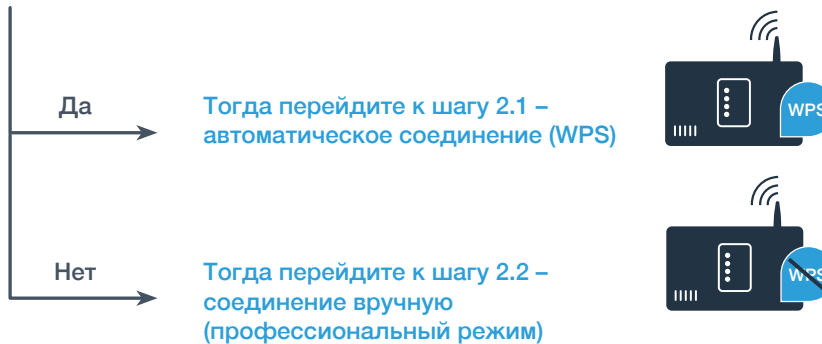 Да
Тогда перейдите к шагу 2.1 –
автоматическое соединение (WPS)
WPS
Нет
Тогда перейдите к шагу 2.2 –
соединение вручную
(профессиональный режим)
WPS